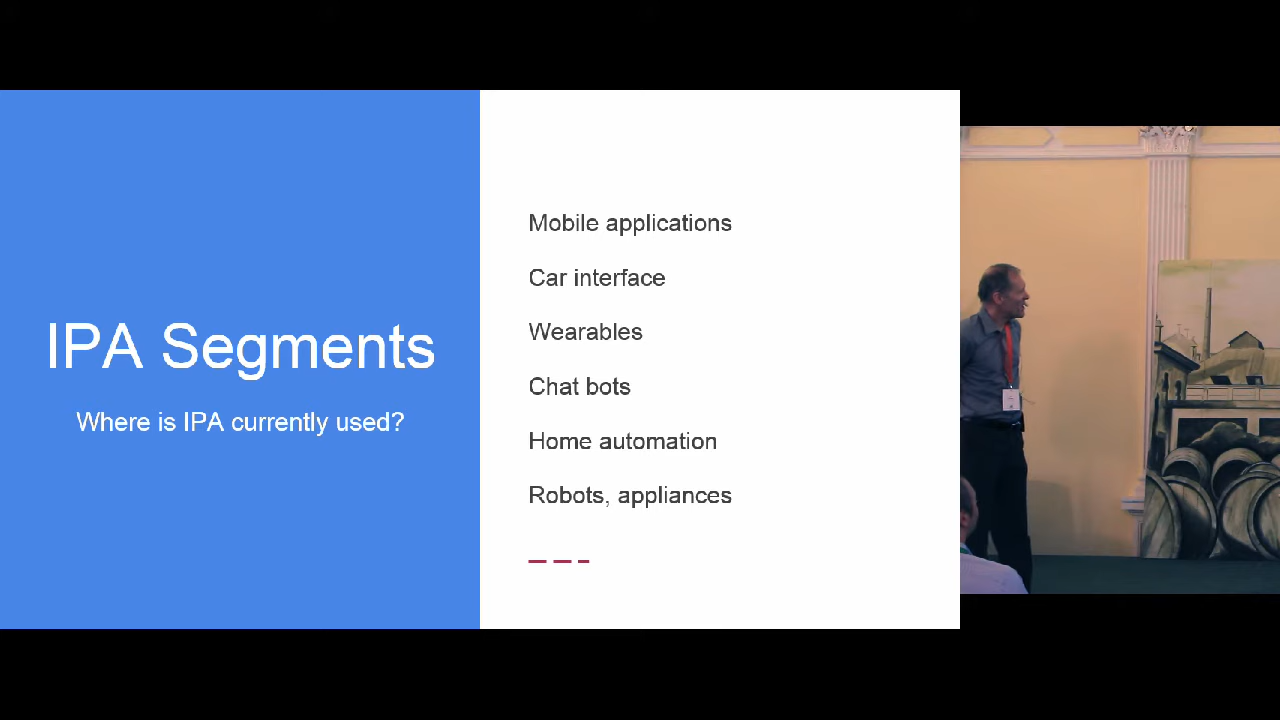 IPA Segments
Where is IPA currently used?
Mobile applications
Car interface
Wearables
Chat bots
Home automation
Robots, appliances